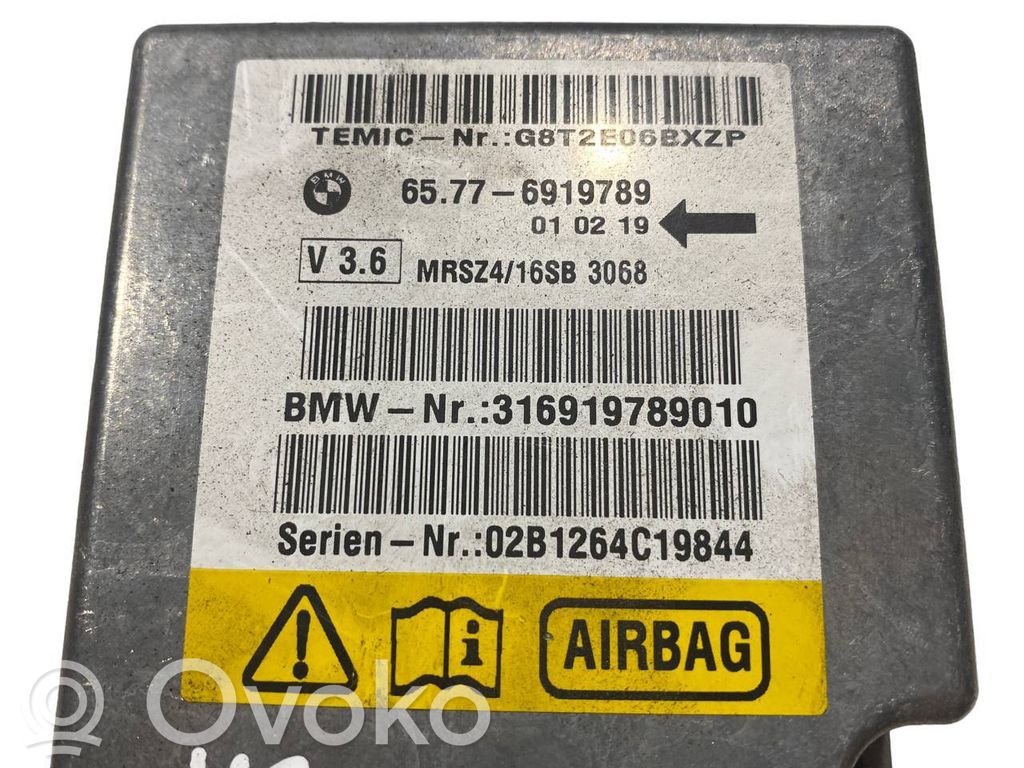 TEMIC-Nr.:G8T2E06BXZP
BMW
65.77-6919789
01 02 19
V 3.6
MRSZ4/16SB 3068
BMW-Nr.:316919789010
Serien-Nr.:02B1264C19844
! i AIRBAG
Ovoko